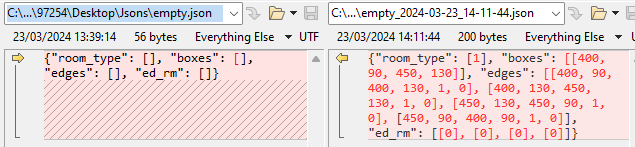 C:\...\97254\Desktop\Jsons\empty.json
23/03/2024 13:39:14 56 bytes Everything Else UTF
{"room_type": [], "boxes": [],
"edges": [], "ed_rm": []}
C:\...\empty_2024-03-23_14-11-44.json
23/03/2024 14:11:44 200 bytes Everything Else
{"room_type": [1], "boxes": [[400,
90, 450, 130]], "edges": [[400, 90,
400, 130, 1, 0], [400, 130, 450,
130, 1, 0], [450, 130, 450, 90, 1,
0], [450, 90, 400, 90, 1, 0]],
"ed_rm": [[0], [0], [0], [0]]}